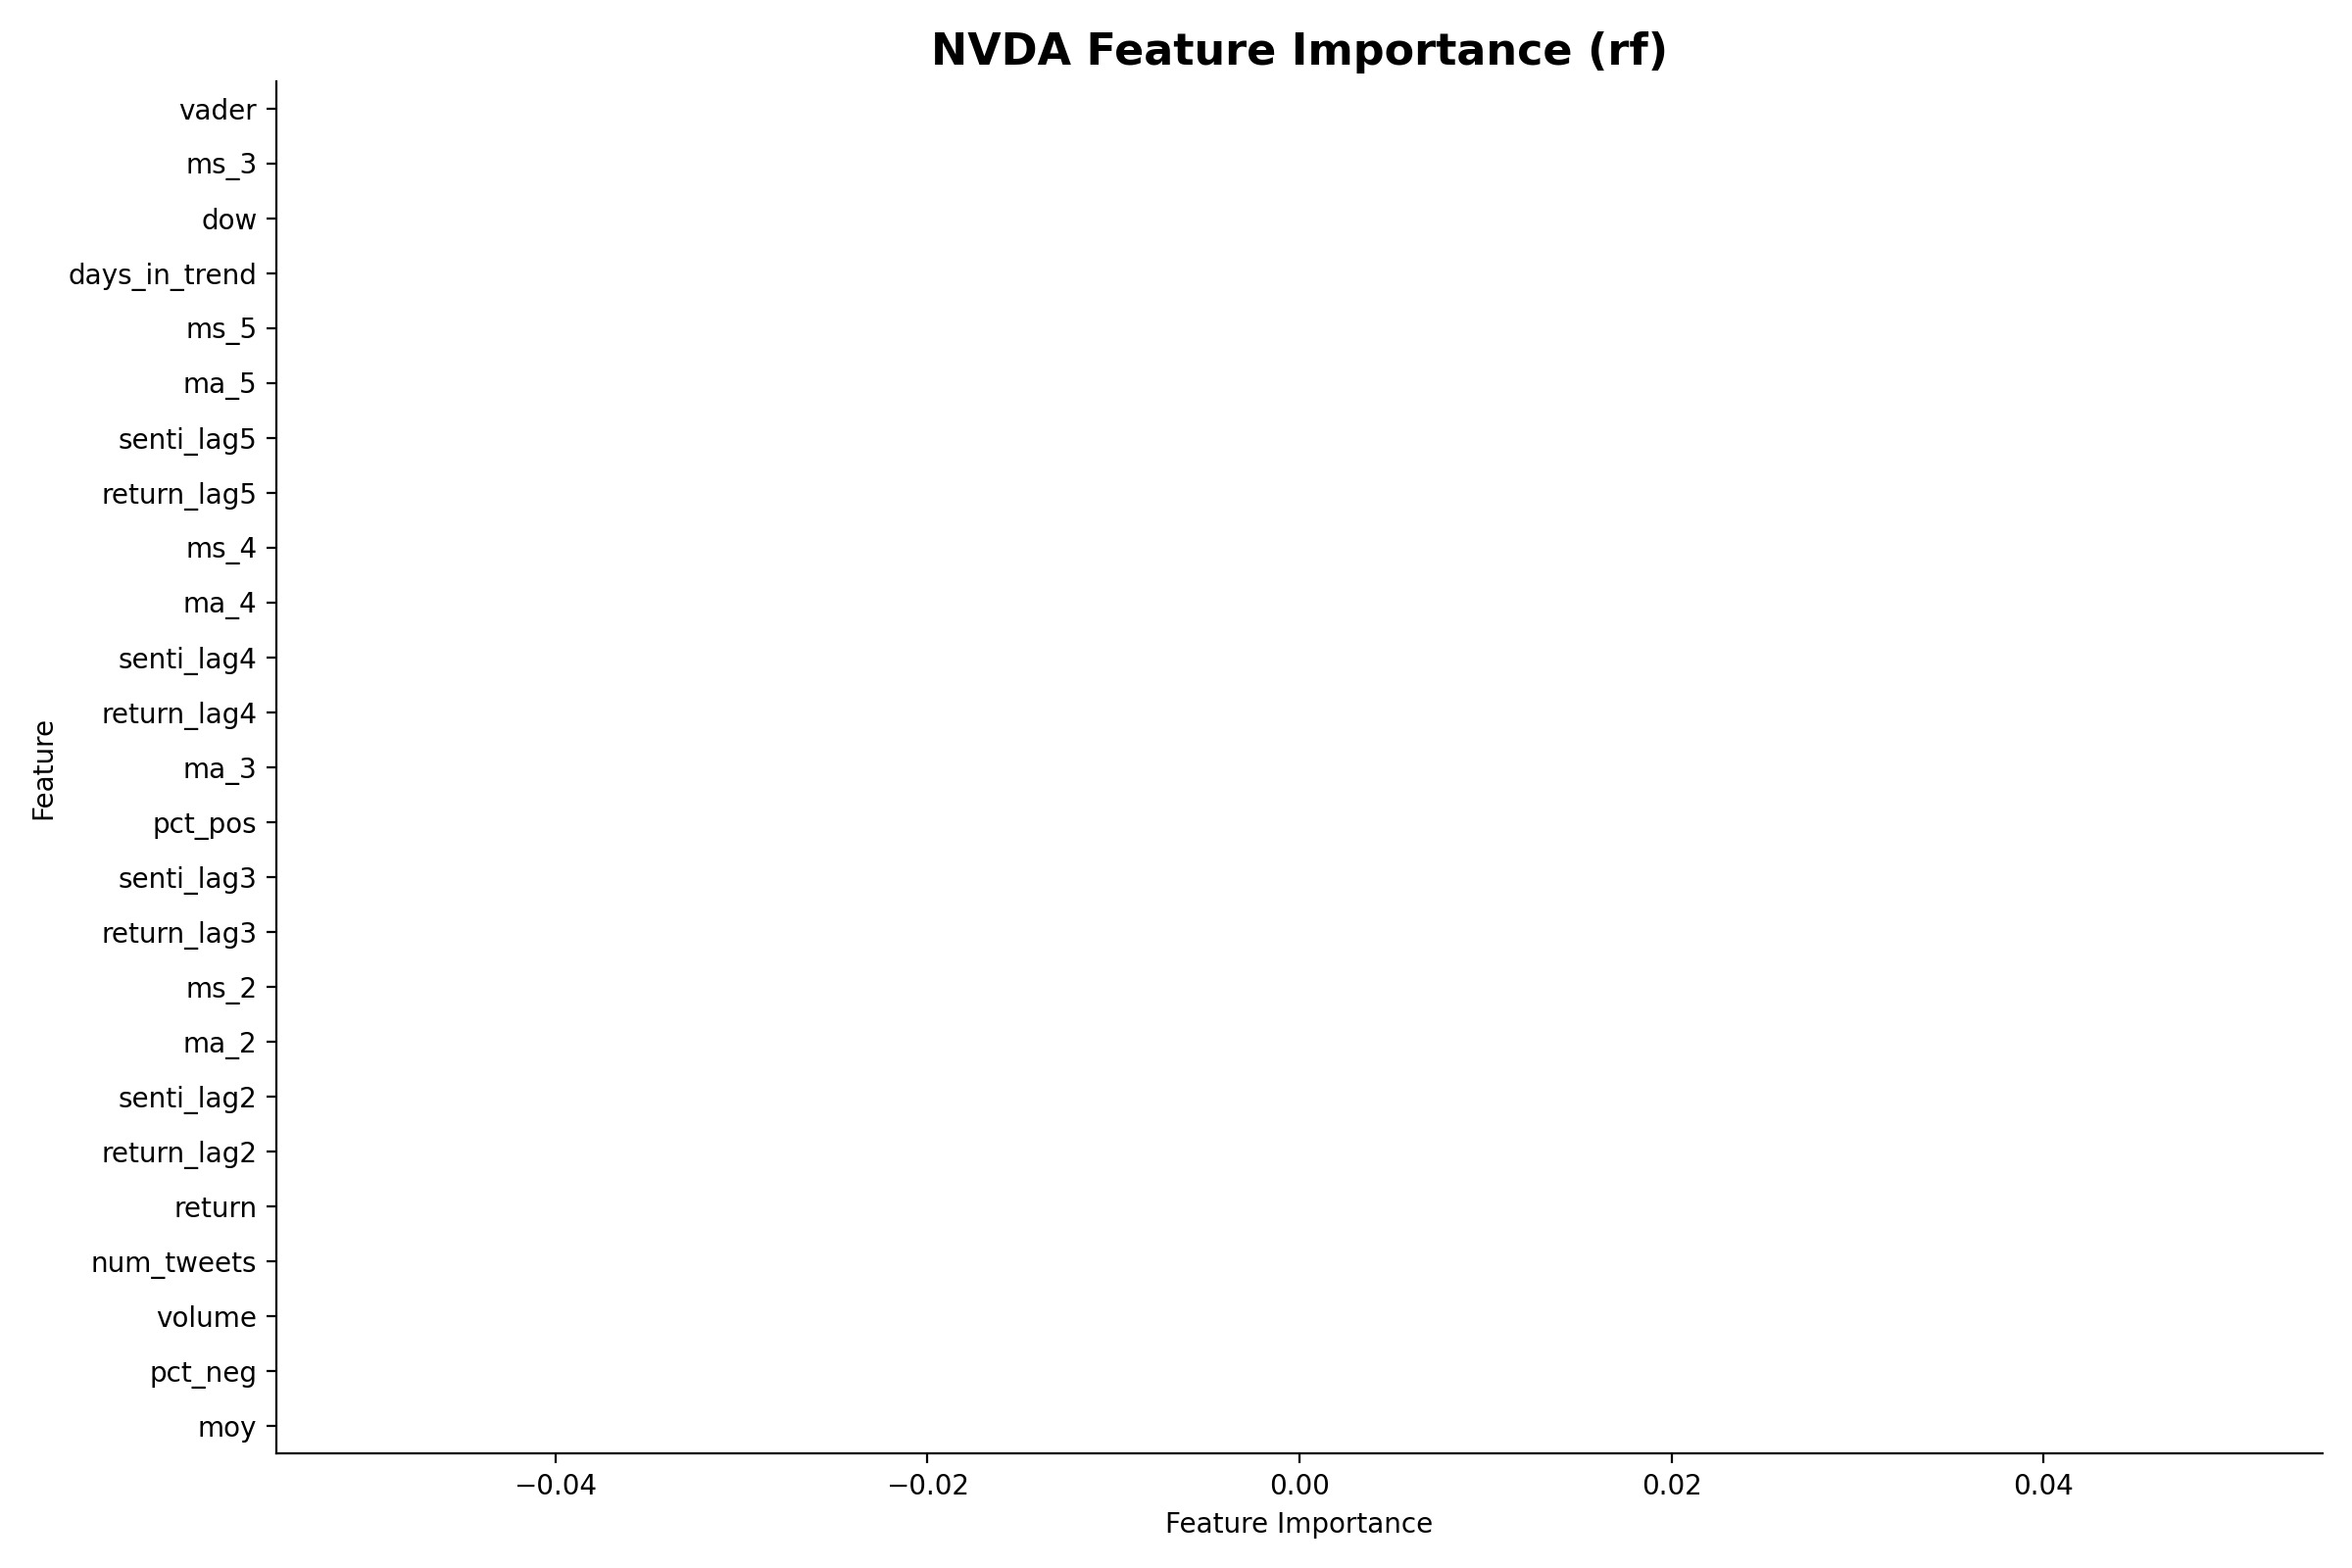 NVDA Feature Importance (rf)
vader
ms_3
dow
days_in_trend
ms_5
ma_5
senti_lag5
return_lag5
ms_4
ma_4
senti_lag4
return_lag4
ma_3
pct_pos
senti_lag3
return_lag3
ms_2
ma_2
senti_lag2
return_lag2
return
num_tweets
volume
pct_neg
moy
Feature
−0.04 −0.02 0.00 0.02 0.04
Feature Importance